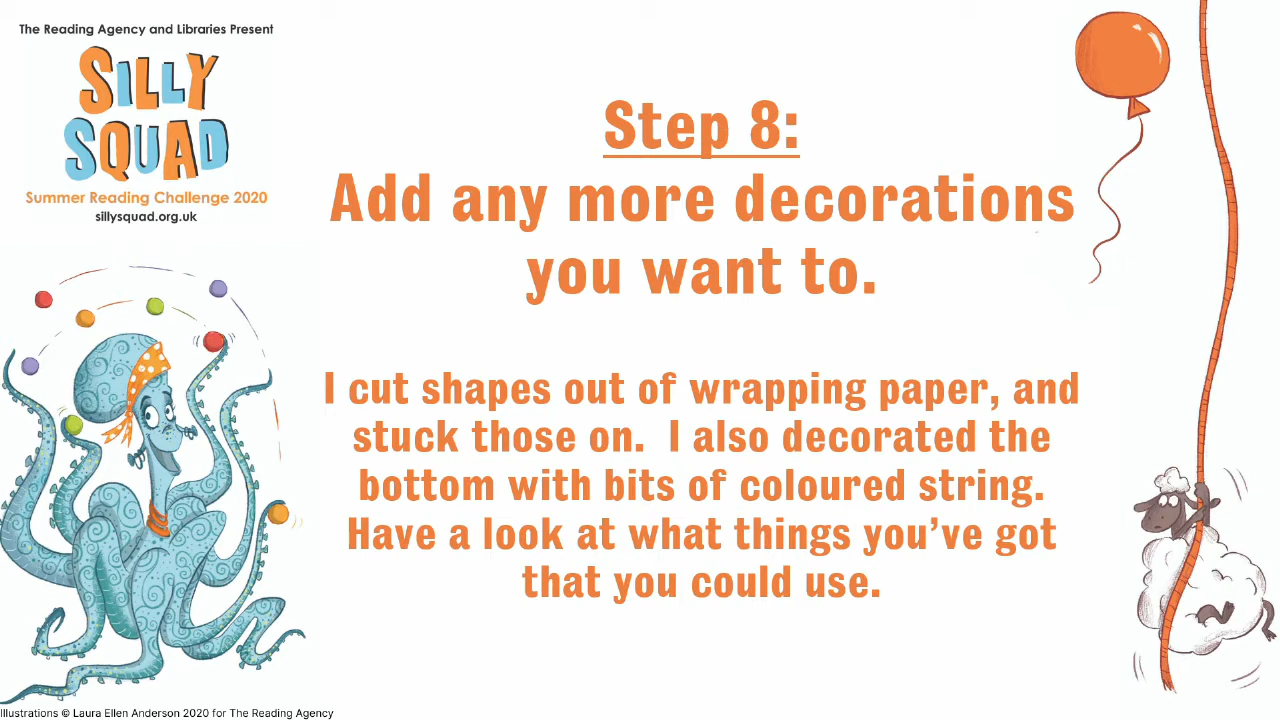 The Reading Agency and Libraries Present
SILLY
SQUAD
Summer Reading Challenge 2020
sillysquad.org.uk
Step 8:
Add any more decorations
you want to.
I cut shapes out of wrapping paper, and
stuck those on.  I also decorated the
bottom with bits of coloured string.
Have a look at what things you’ve got
that you could use.
Illustrations © Laura Ellen Anderson 2020 for The Reading Agency